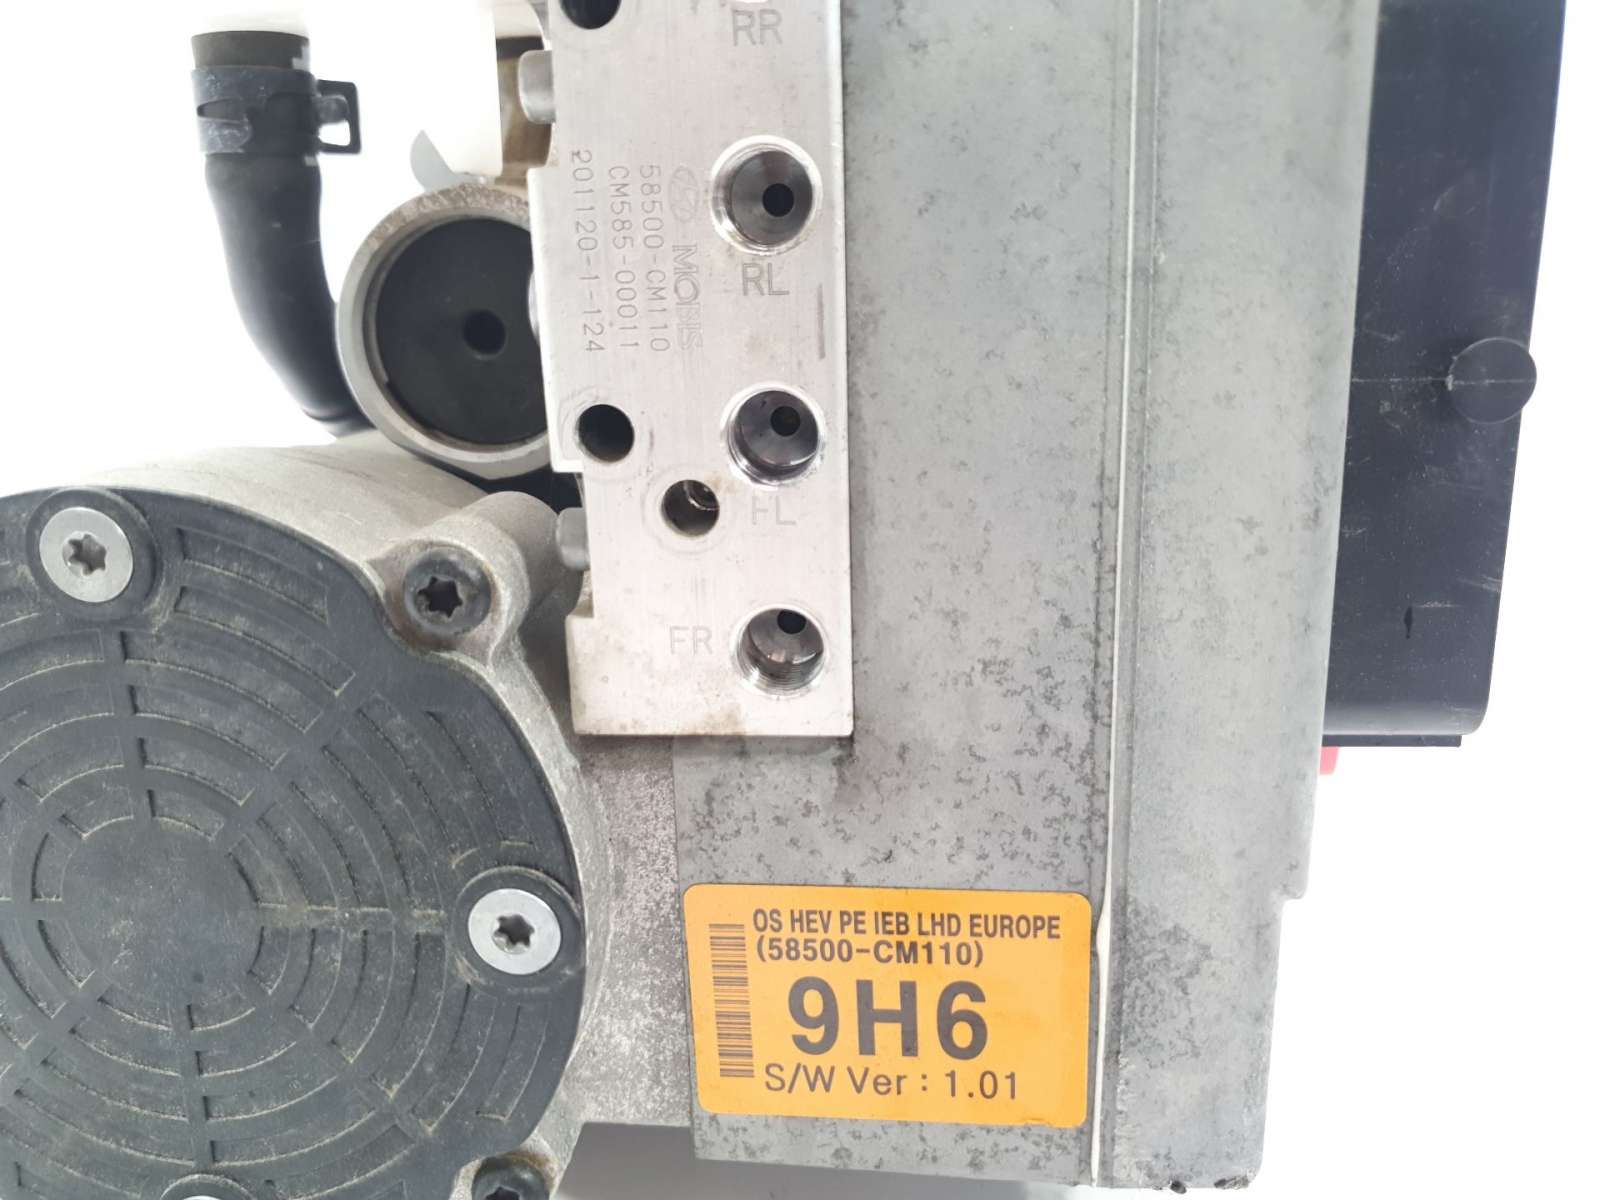 RR
MOBIS
58500-CM110
CM585-00011
201120-1-124
RL
FL
FR
OS HEV PE IEB LHD EUROPE
(58500-CM110)
9H6
S/W Ver : 1.01